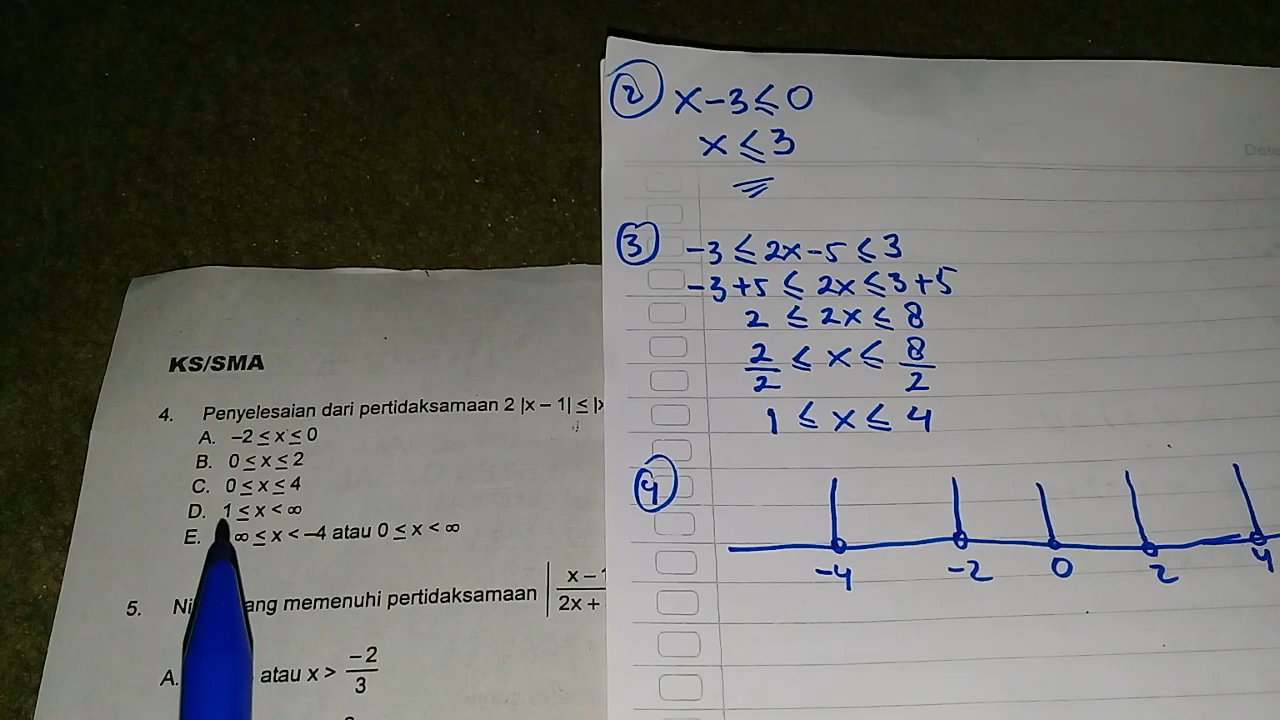 KS/SMA
4. Penyelesaian dari pertidaksamaan 2 |x – 1| ≤ |
A. –2 ≤ x ≤ 0
B. 0 ≤ x ≤ 2
C. 0 ≤ x ≤ 4
D. 1 ≤ x < ∞
E. ∞ ≤ x < –4 atau 0 ≤ x < ∞
5. Ni ang memenuhi pertidaksamaan | x –
2x +
A. atau x > –2
3
② x – 3 ≤ 0
x ≤ 3
③ –3 ≤ 2x – 5 ≤ 3
–3 + 5 ≤ 2x ≤ 3 + 5
2 ≤ 2x ≤ 8
2/2 ≤ x ≤ 8/2
1 ≤ x ≤ 4
④
–4 –2 0 2 4
Date